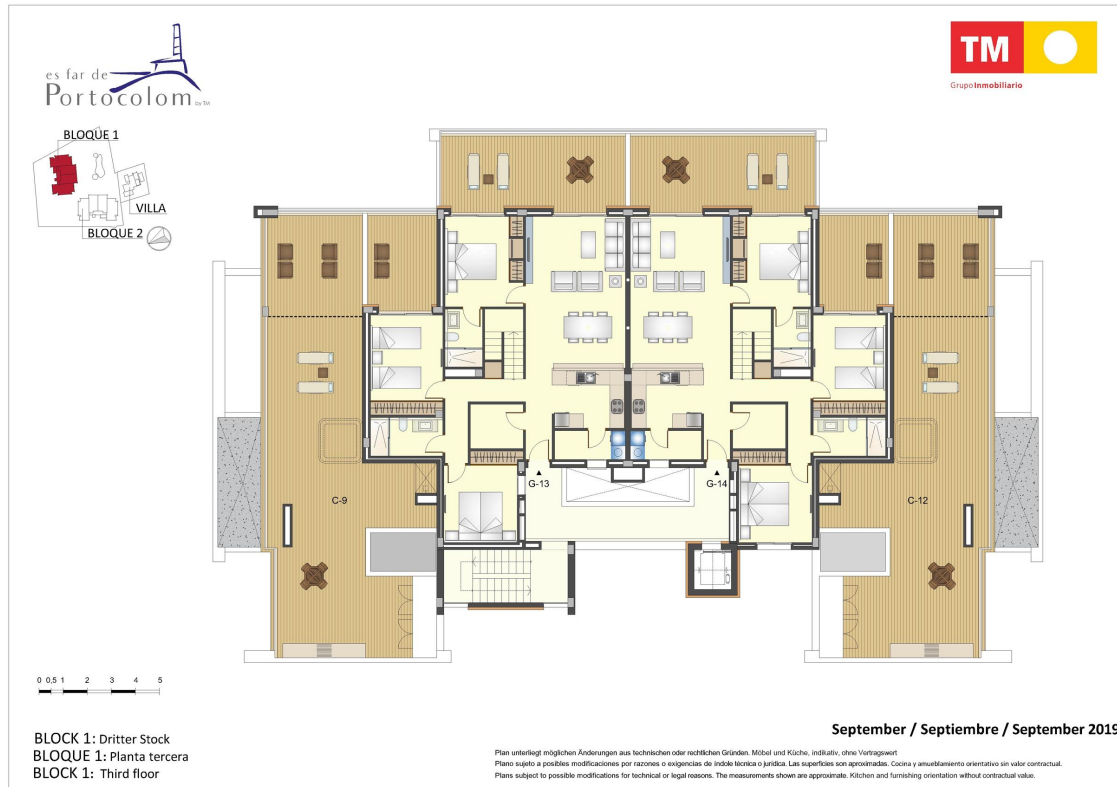 es far de
Portocolom by TM
TM
GrupoInmobiliario
BLOQUE 1
VILLA
BLOQUE 2
G-13
G-14
C-9
C-12
0 0,5 1 2 3 4 5
BLOCK 1: Dritter Stock
BLOQUE 1: Planta tercera
BLOCK 1: Third floor
September / Septiembre / September 2019
Plan unterliegt möglichen Änderungen aus technischen oder rechtlichen Gründen. Möbel und Küche, indikativ, ohne Vertragswert
Plano sujeto a posibles modificaciones por razones o exigencias de índole técnica o jurídica. Las superficies son aproximadas. Cocina y amueblamiento orientativo sin valor contractual.
Plans subject to possible modifications for technical or legal reasons. The measurements shown are approximate. Kitchen and furnishing orientation without contractual value.